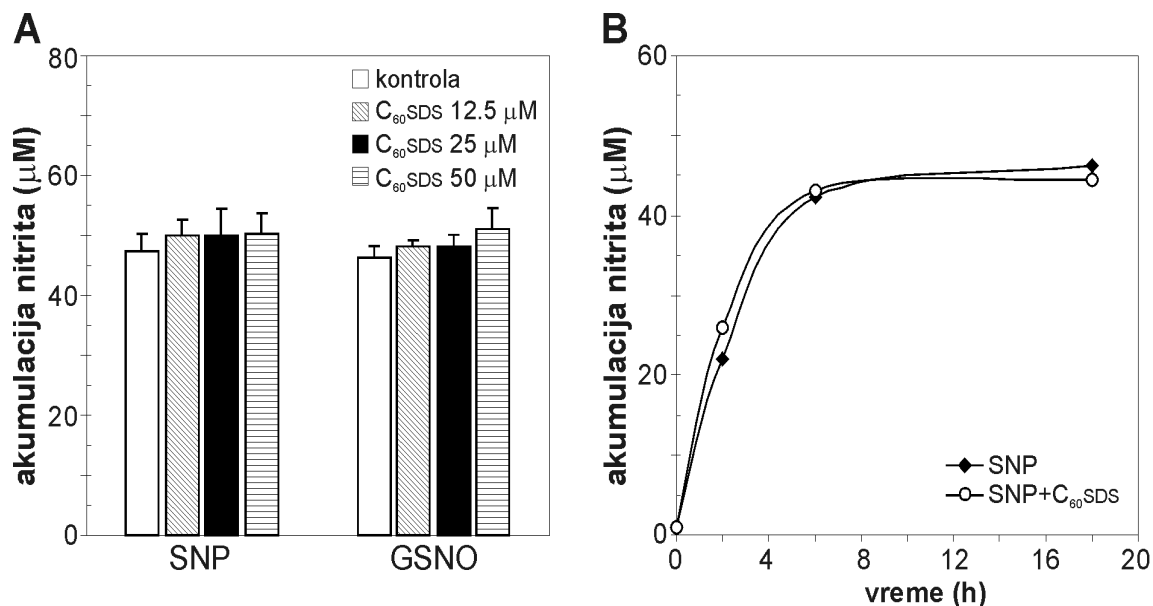 A
akumulacija nitrita (μM)
80
60
40
20
0
kontrola
C₆₀SDS 12.5 μM
C₆₀SDS 25 μM
C₆₀SDS 50 μM
SNP
GSNO
B
akumulacija nitrita (μM)
60
40
20
0
SNP
SNP+C₆₀SDS
0 4 8 12 16 20
vreme (h)